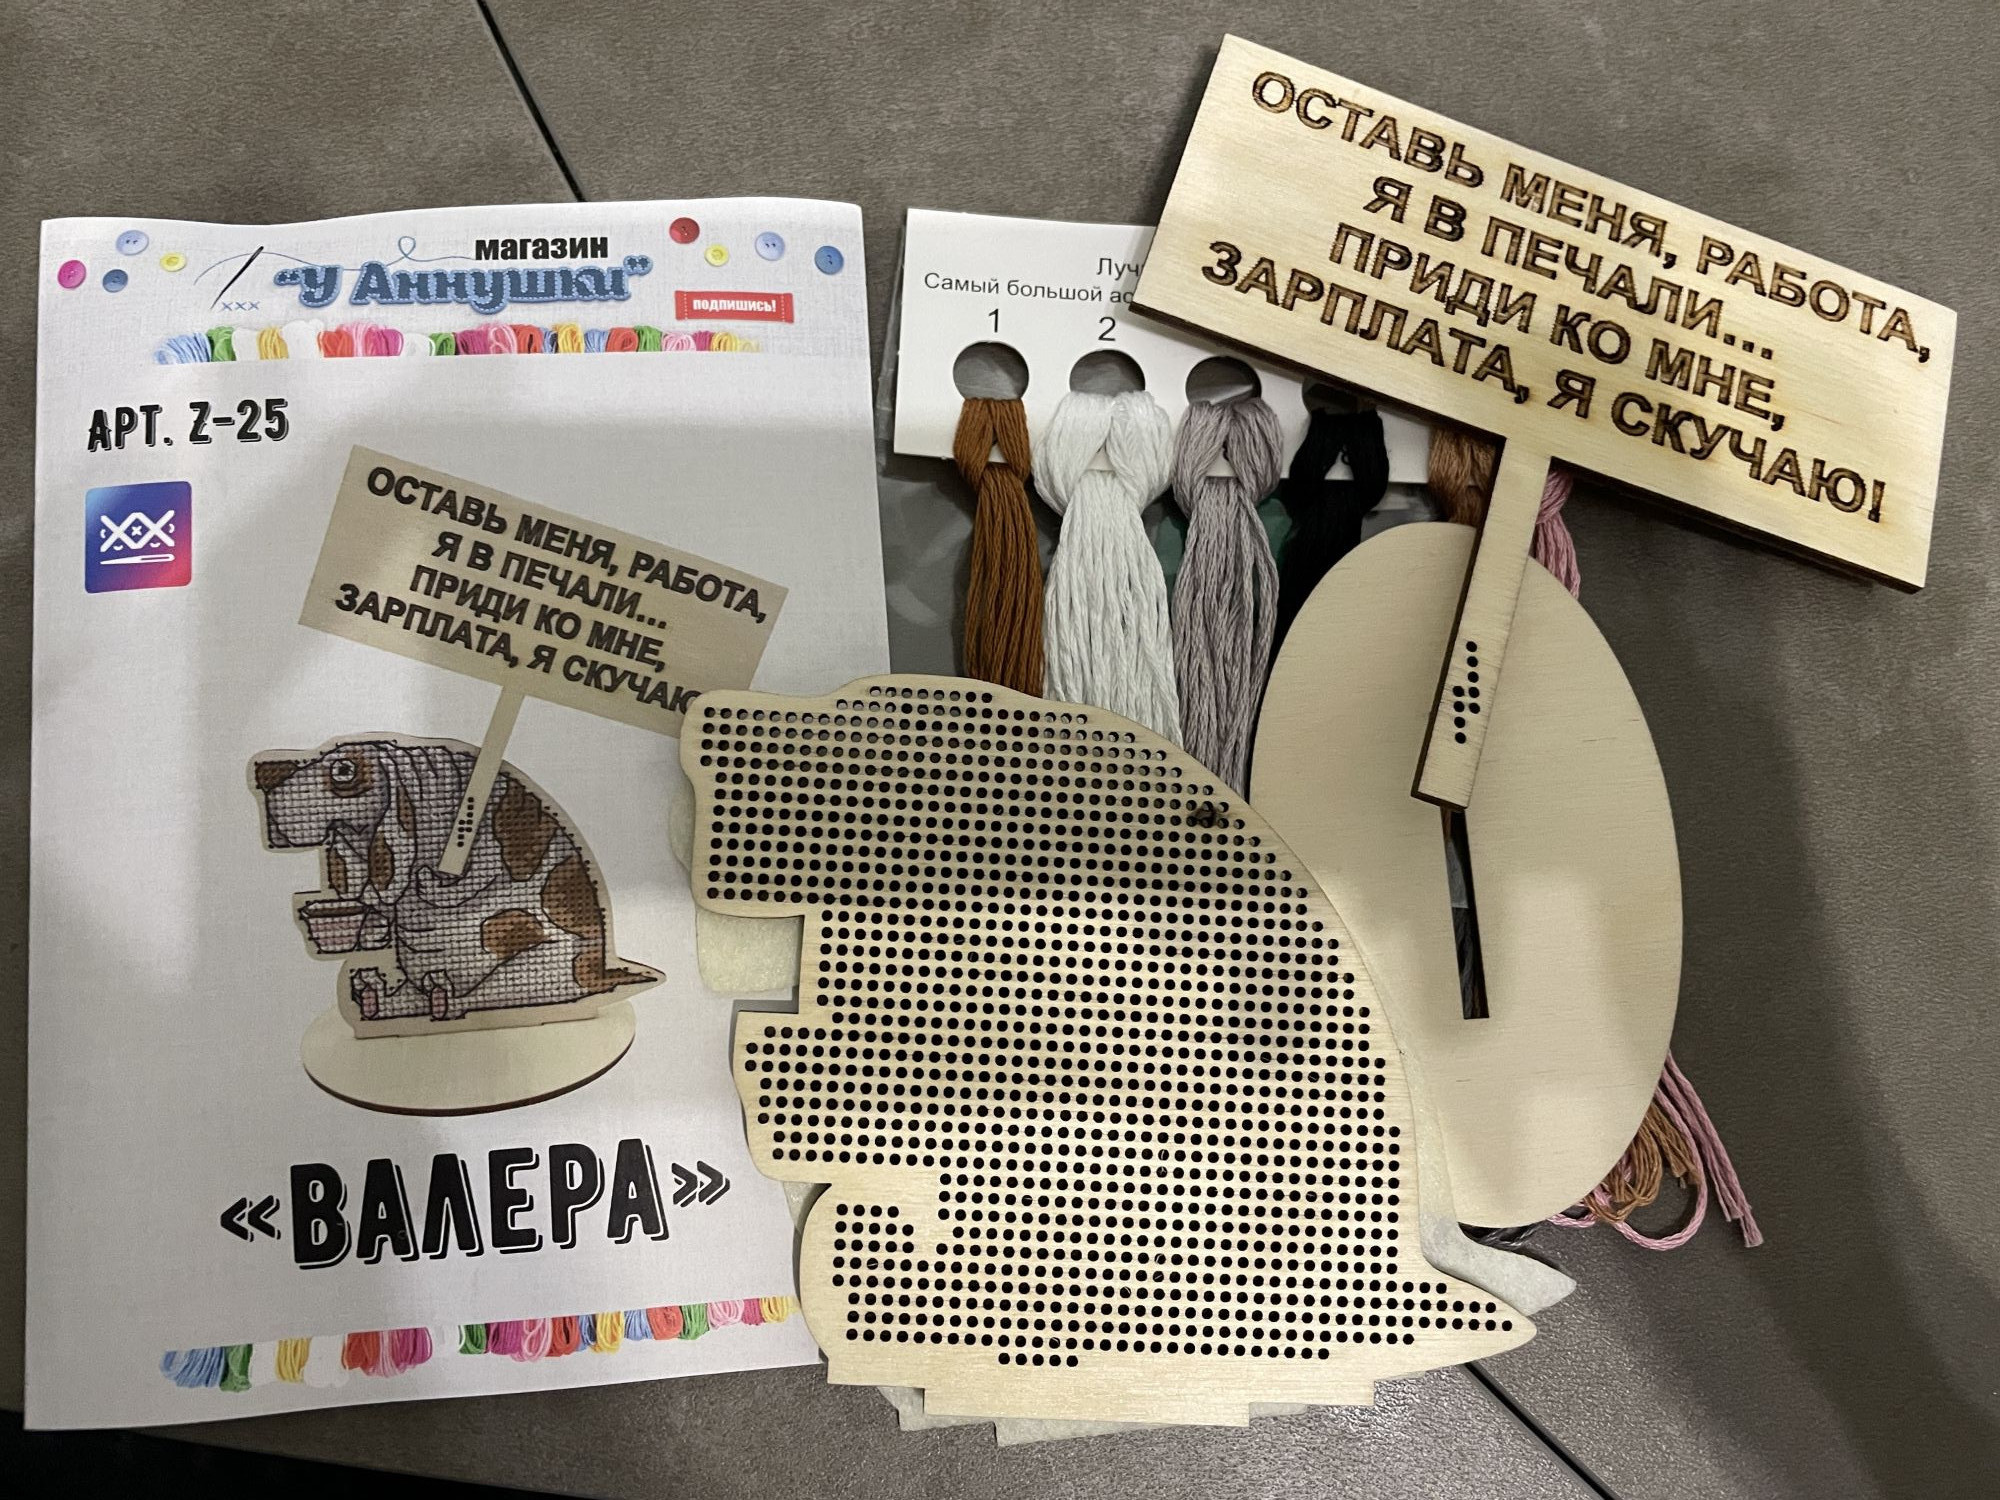 магазин
"У Аннушки"
подпишись!
xxx
АРТ. Z-25
ОСТАВЬ МЕНЯ, РАБОТА,
Я В ПЕЧАЛИ...
ПРИДИ КО МНЕ,
ЗАРПЛАТА, Я СКУЧАЮ
«ВАЛЕРА»
Самый большой
1
2
ОСТАВЬ МЕНЯ, РАБОТА,
Я В ПЕЧАЛИ...
ПРИДИ КО МНЕ,
ЗАРПЛАТА, Я СКУЧАЮ!